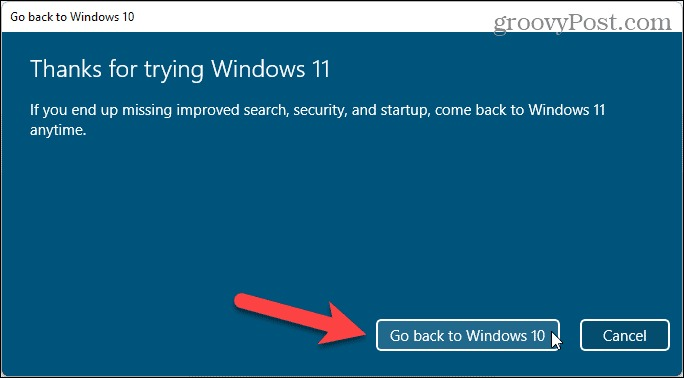 Go back to Windows 10
groovyPost.com
Thanks for trying Windows 11
If you end up missing improved search, security, and startup, come back to Windows 11
anytime.
Go back to Windows 10
Cancel